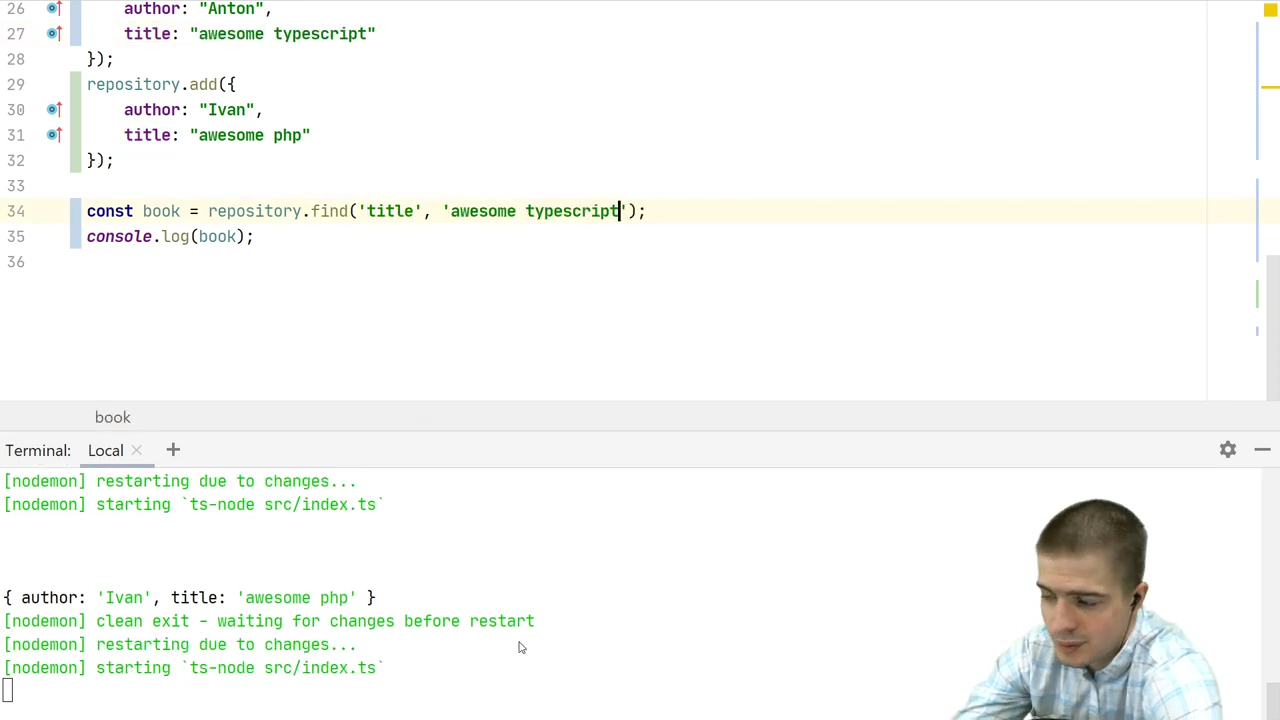 26 author: "Anton",
27 title: "awesome typescript"
28 });
29 repository.add({
30 author: "Ivan",
31 title: "awesome php"
32 });
33
34 const book = repository.find('title', 'awesome typescript');
35 console.log(book);
36
book
Terminal: Local × +
[nodemon] restarting due to changes...
[nodemon] starting `ts-node src/index.ts`
{ author: 'Ivan', title: 'awesome php' }
[nodemon] clean exit - waiting for changes before restart
[nodemon] restarting due to changes...
[nodemon] starting `ts-node src/index.ts`